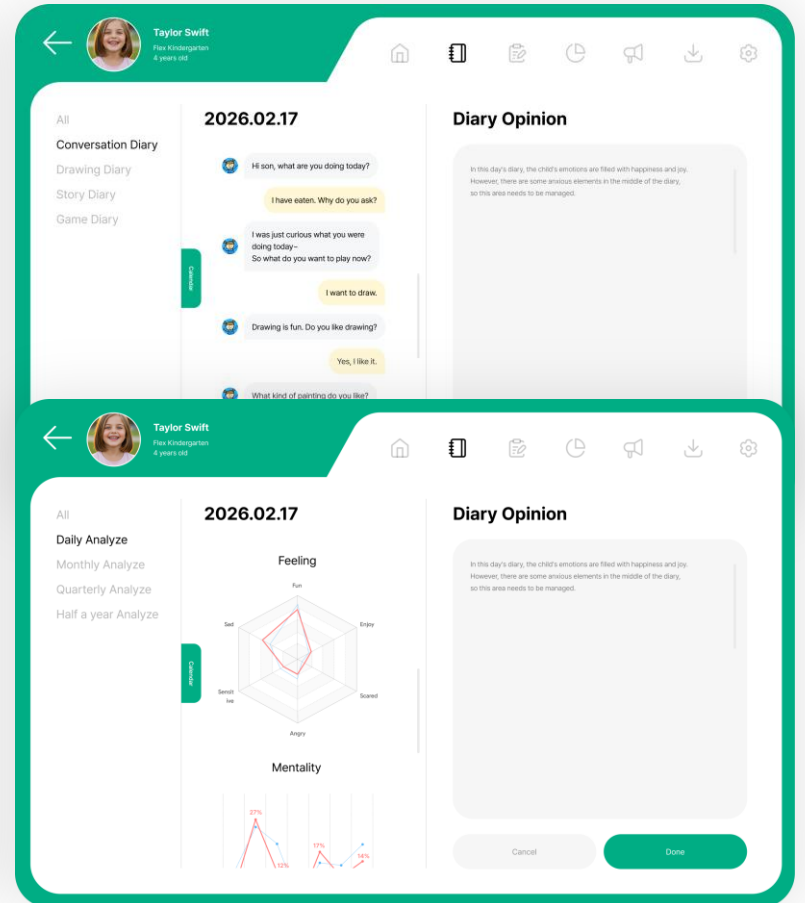 Taylor Swift
Flex Kindergarten
4 years old
All
Conversation Diary
Drawing Diary
Story Diary
Game Diary
Calendar
2026.02.17
Hi son, what are you doing today?
I have eaten. Why do you ask?
I was just curious what you were
doing today~
So what do you want to play now?
I want to draw.
Drawing is fun. Do you like drawing?
Yes, I like it.
What kind of painting do you like?
Diary Opinion
In this day's diary, the child's emotions are filled with happiness and joy.
However, there are some anxious elements in the middle of the diary,
so this area needs to be managed.
Taylor Swift
Flex Kindergarten
4 years old
All
Daily Analyze
Monthly Analyze
Quarterly Analyze
Half a year Analyze
Calendar
2026.02.17
Feeling
Fun
Sad
Enjoy
Sensit
ive
Scared
Angry
Mentality
27%
12%
17%
14%
Diary Opinion
In this day's diary, the child's emotions are filled with happiness and joy.
However, there are some anxious elements in the middle of the diary,
so this area needs to be managed.
Cancel
Done